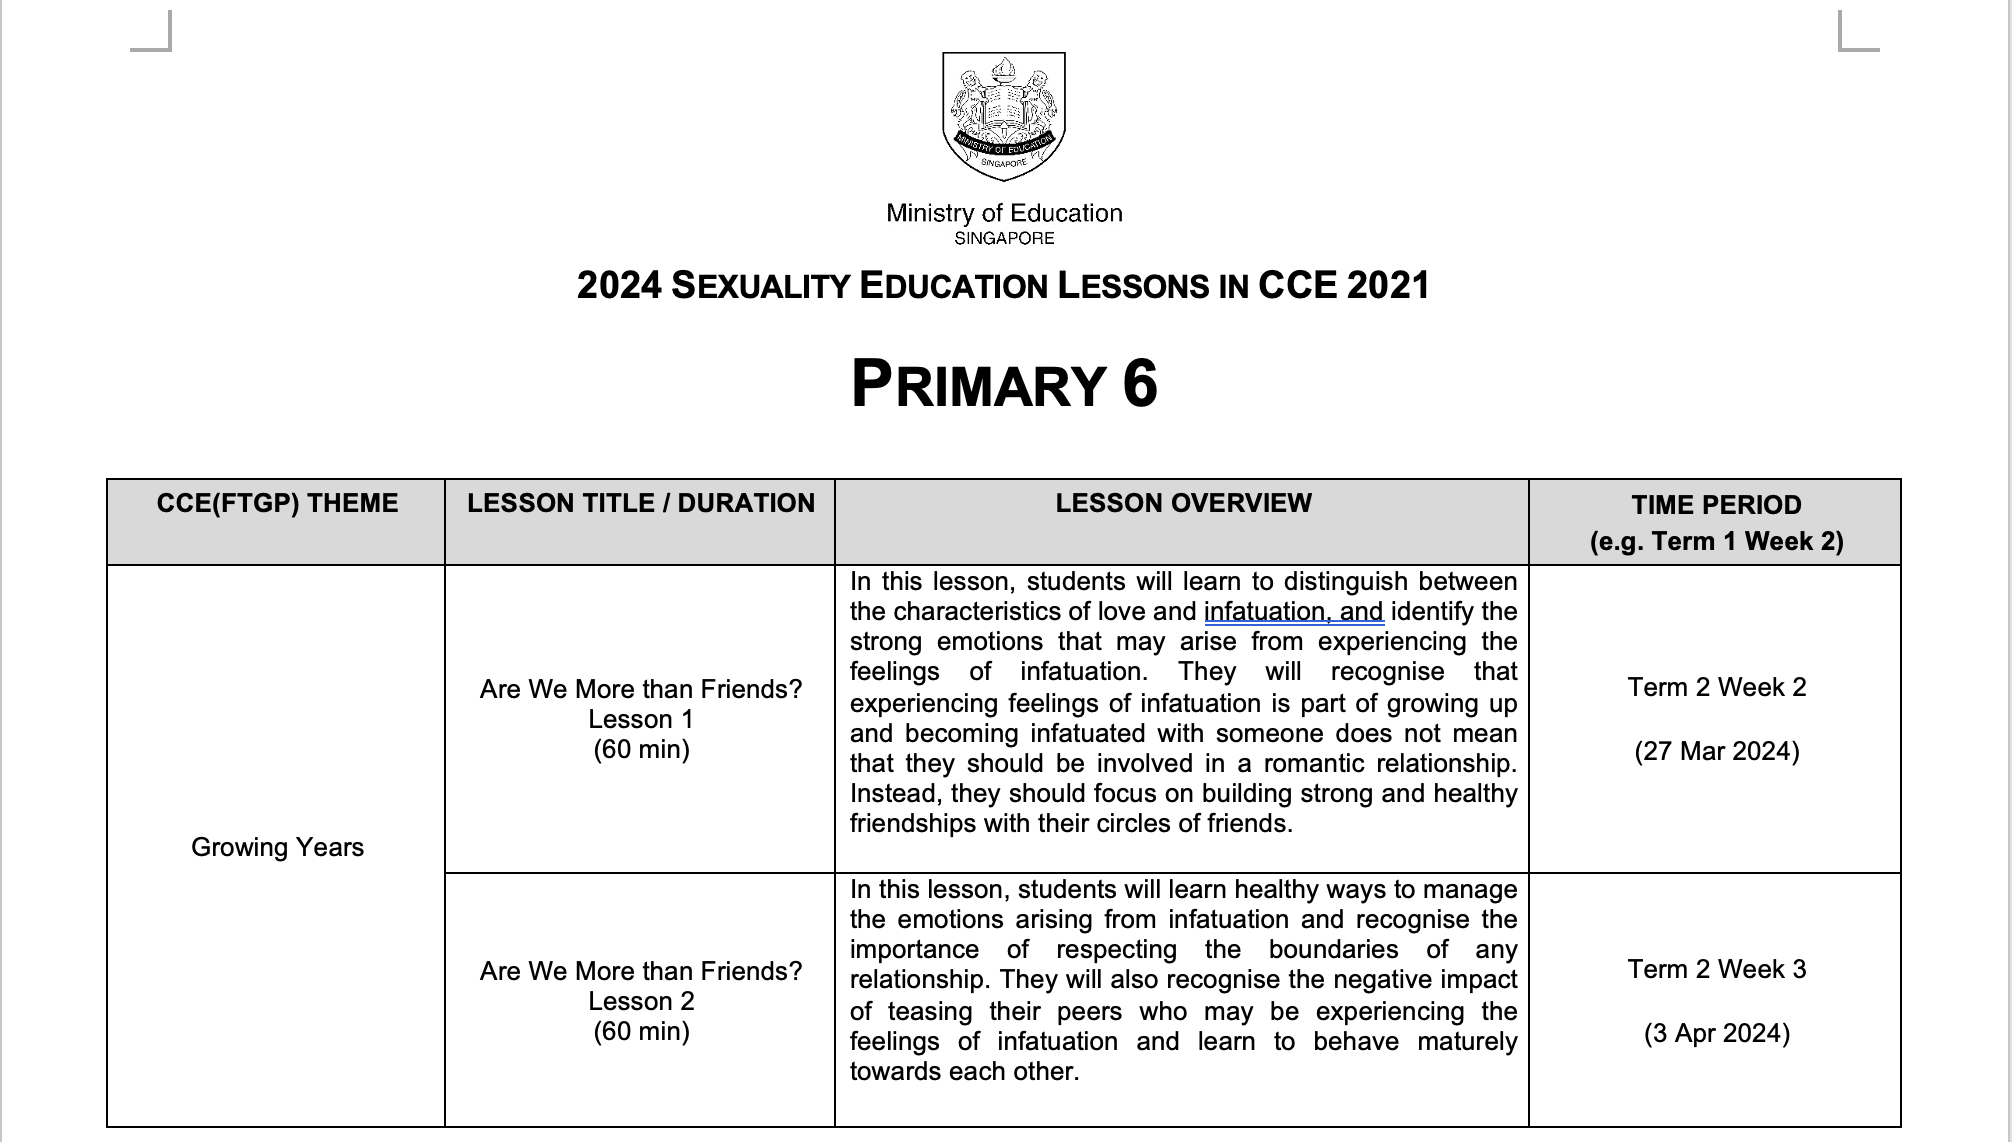 MINISTRY OF EDUCATION
SINGAPORE
Ministry of Education
SINGAPORE
2024 SEXUALITY EDUCATION LESSONS IN CCE 2021
PRIMARY 6
CCE(FTGP) THEME
LESSON TITLE / DURATION
LESSON OVERVIEW
TIME PERIOD
(e.g. Term 1 Week 2)
Growing Years
Are We More than Friends?
Lesson 1
(60 min)
In this lesson, students will learn to distinguish between
the characteristics of love and infatuation, and identify the
strong emotions that may arise from experiencing the
feelings of infatuation. They will recognise that
experiencing feelings of infatuation is part of growing up
and becoming infatuated with someone does not mean
that they should be involved in a romantic relationship.
Instead, they should focus on building strong and healthy
friendships with their circles of friends.
Term 2 Week 2
(27 Mar 2024)
Are We More than Friends?
Lesson 2
(60 min)
In this lesson, students will learn healthy ways to manage
the emotions arising from infatuation and recognise the
importance of respecting the boundaries of any
relationship. They will also recognise the negative impact
of teasing their peers who may be experiencing the
feelings of infatuation and learn to behave maturely
towards each other.
Term 2 Week 3
(3 Apr 2024)